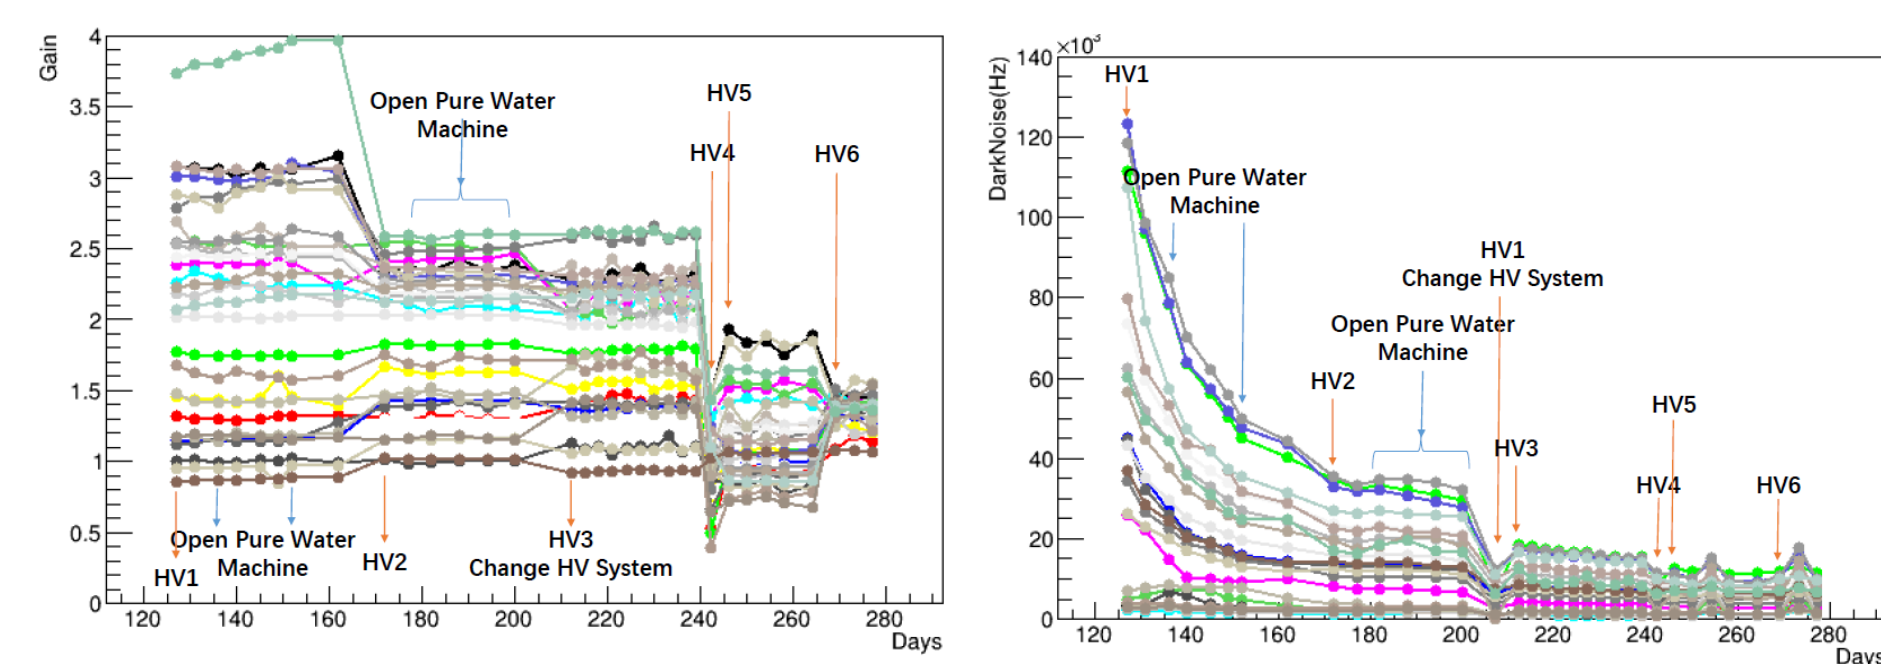 Gain
4
3.5
3
2.5
2
1.5
1
0.5
0
Open Pure Water
Machine
HV5
HV4
HV6
Open Pure Water
Machine
HV1
HV2
HV3
Change HV System
120 140 160 180 200 220 240 260 280
Days
×10³
DarkNoise(Hz)
140
120
100
80
60
40
20
0
HV1
Open Pure Water
Machine
HV1
Change HV System
Open Pure Water
Machine
HV2
HV3
HV5
HV4
HV6
120 140 160 180 200 220 240 260 280
Days